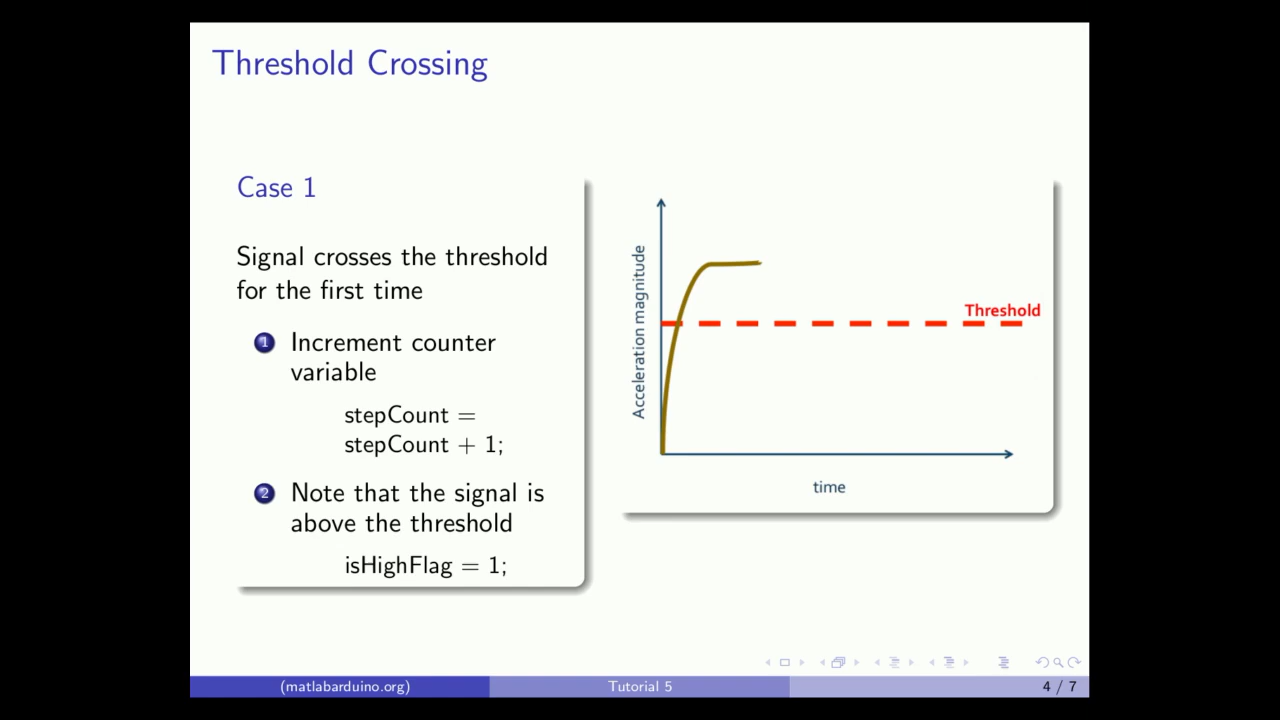 Threshold Crossing
Case 1
Signal crosses the threshold
for the first time
1 Increment counter
variable
stepCount =
stepCount + 1;
2 Note that the signal is
above the threshold
isHighFlag = 1;
Acceleration magnitude
Threshold
time
(matlabarduino.org)
Tutorial 5
4 / 7